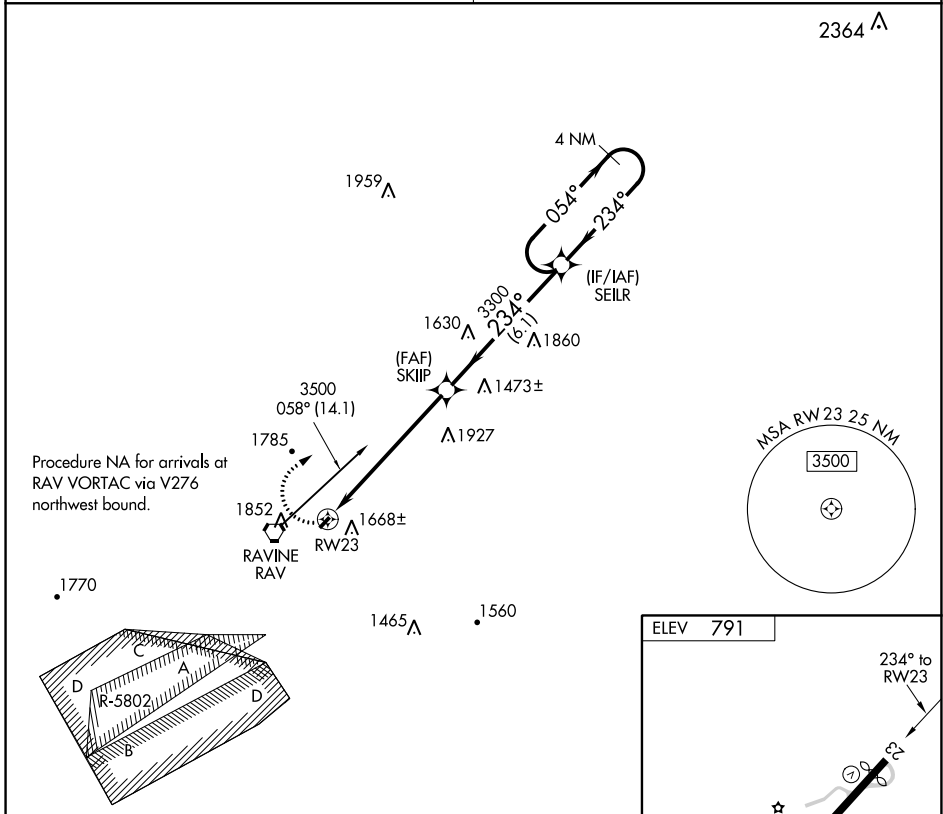 2364
4 NM
1959
054°
234°
(IF/IAF)
SEILR
3300
234°
(6.1)
1630
1860
(FAF)
SKIIP
1473±
3500
058° (14.1)
1927
1785
MSA RW23 25 NM
3500
Procedure NA for arrivals at
RAV VORTAC via V276
northwest bound.
1852
1668±
RW23
RAVINE
RAV
1770
1465
1560
ELEV 791
234° to
RW23
C
A
D
R-5802
D
B
23
V